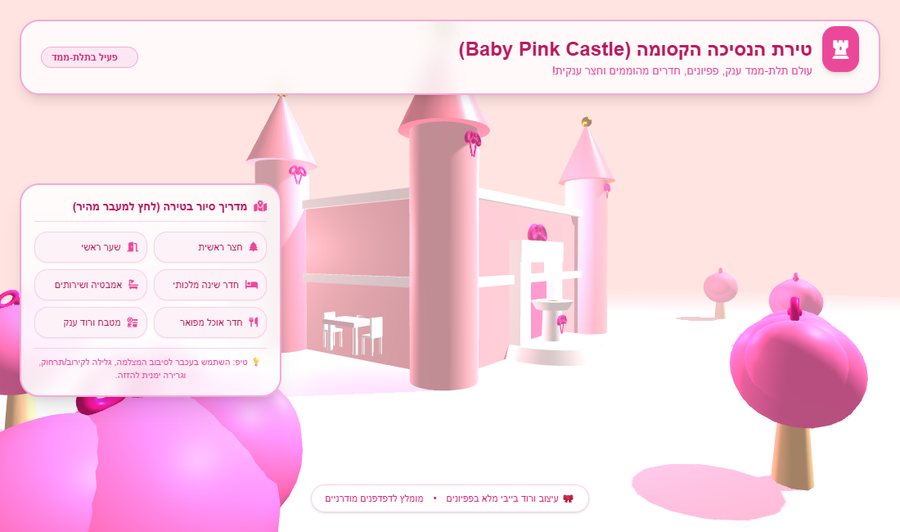 טירת הנסיכה הקסומה (Baby Pink Castle)
עולם תלת-ממד ענק, פפיונים, חדרים מהוממים וחצר ענקית!
פעיל בתלת-ממד
מדריך סיור בטירה (לחץ למעבר מהיר)
חצר ראשית
שער ראשי
חדר שינה מלכותי
אמבטיה ושירותים
חדר אוכל מפואר
מטבח ורוד ענק
טיפ: השתמש בעכבר לסיבוב המצלמה, גלילה לקירוב/תרחוק,
וגרירה ימנית להזזה.
עיצוב ורוד בייבי מלא בפפיונים • מומלץ לדפדפנים מודרניים